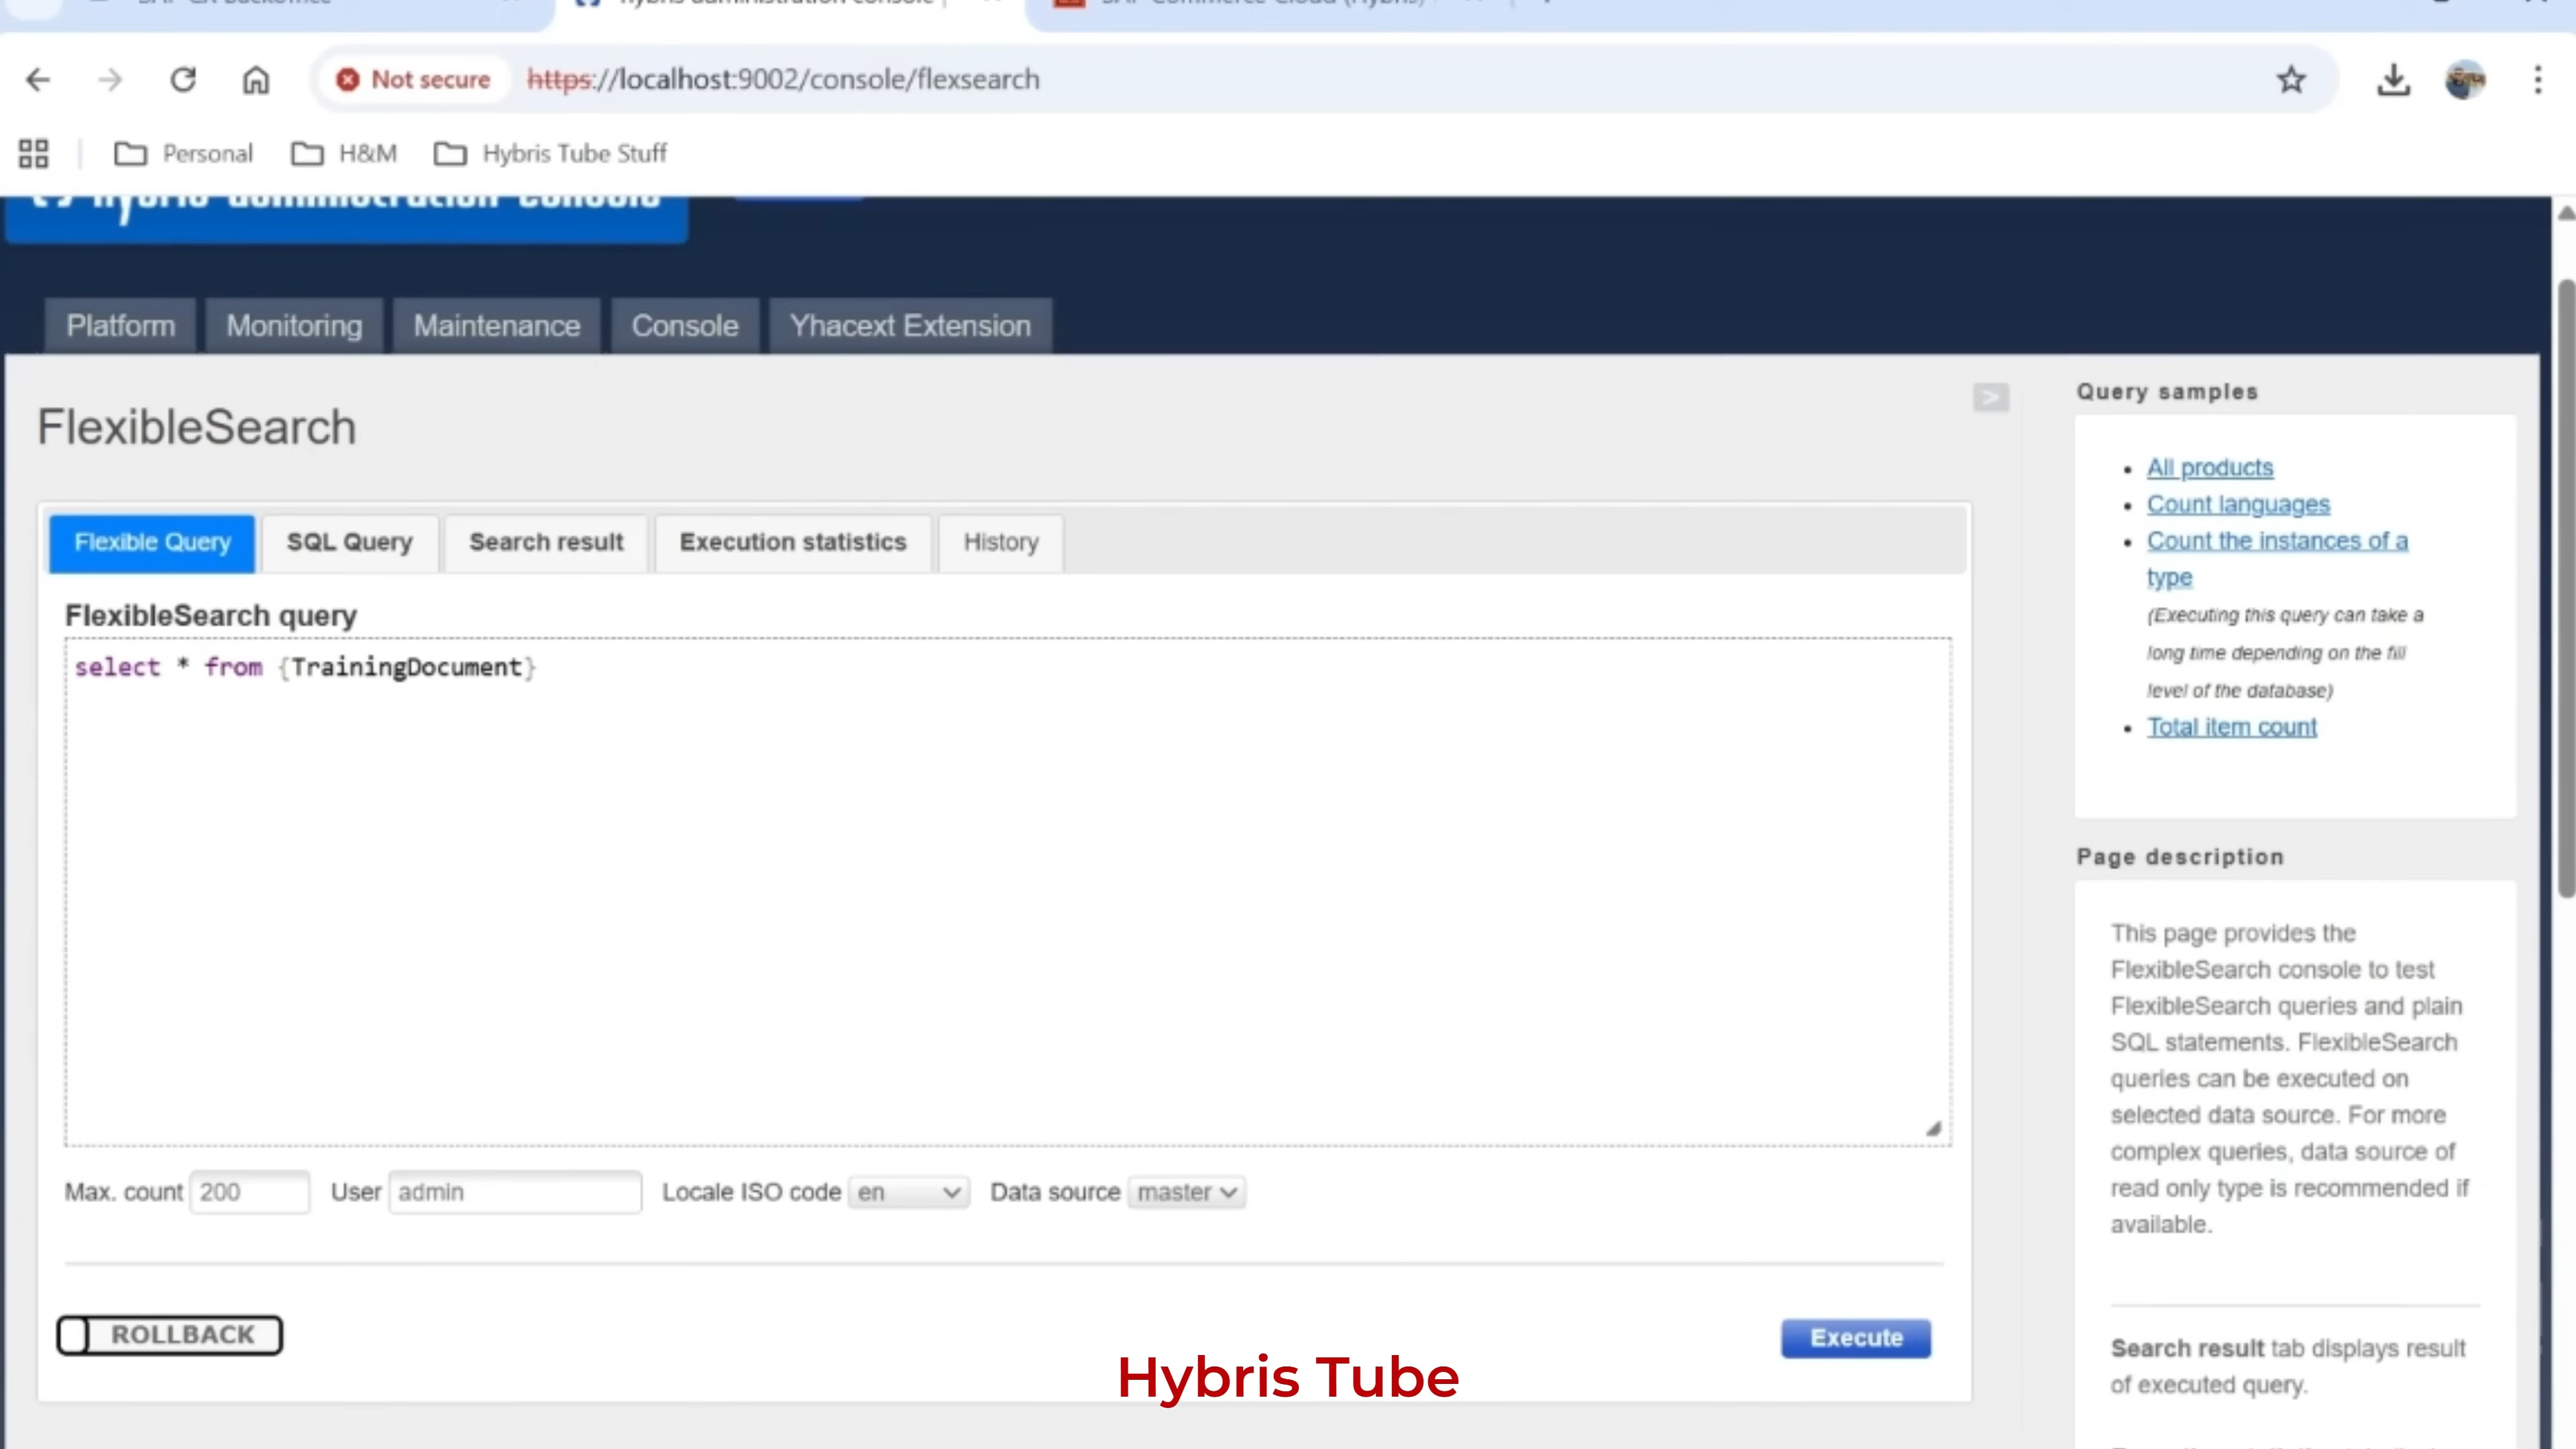 Not secure https://localhost:9002/console/flexsearch
Personal H&M Hybris Tube Stuff
hybris administration console
Platform Monitoring Maintenance Console Yhacext Extension
FlexibleSearch
>
Flexible Query SQL Query Search result Execution statistics History
FlexibleSearch query
select * from {TrainingDocument}
Max. count 200 User admin Locale ISO code en Data source master
ROLLBACK
Execute
Hybris Tube
Query samples
All products
Count languages
Count the instances of a
type
(Executing this query can take a
long time depending on the fill
level of the database)
Total item count
Page description
This page provides the
FlexibleSearch console to test
FlexibleSearch queries and plain
SQL statements. FlexibleSearch
queries can be executed on
selected data source. For more
complex queries, data source of
read only type is recommended if
available.
Search result tab displays result
of executed query.